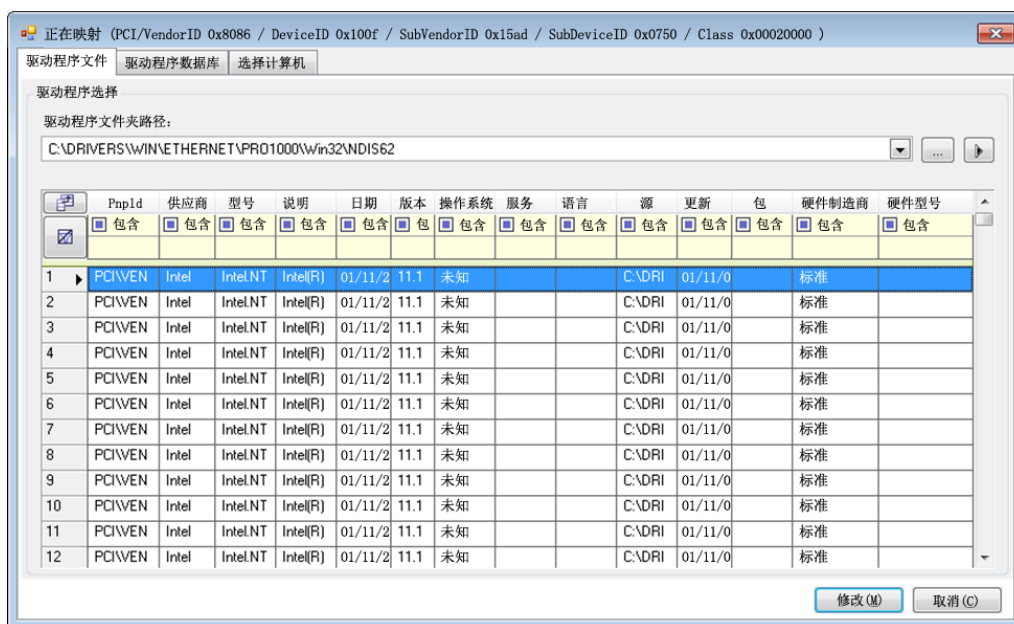 正在映射 (PCI/VendorID 0x8086 / DeviceID 0x100f / SubVendorID 0x15ad / SubDeviceID 0x0750 / Class 0x00020000 )
驱动程序文件 驱动程序数据库 选择计算机
驱动程序选择
驱动程序文件夹路径:
C:\DRIVERS\WIN\ETHERNET\PRO1000\Win32\NDIS62 ...
PnpId 供应商 型号 说明 日期 版本 操作系统 服务 语言 源 更新 包 硬件制造商 硬件型号
包含 包含 包含 包含 包含 包 包含 包含 包含 包含 包含 包含 包含 包含
1 PCI\VEN Intel Intel.NT Intel(R) 01/11/2 11.1 未知 C:\DRI 01/11/0 标准
2 PCI\VEN Intel Intel.NT Intel(R) 01/11/2 11.1 未知 C:\DRI 01/11/0 标准
3 PCI\VEN Intel Intel.NT Intel(R) 01/11/2 11.1 未知 C:\DRI 01/11/0 标准
4 PCI\VEN Intel Intel.NT Intel(R) 01/11/2 11.1 未知 C:\DRI 01/11/0 标准
5 PCI\VEN Intel Intel.NT Intel(R) 01/11/2 11.1 未知 C:\DRI 01/11/0 标准
6 PCI\VEN Intel Intel.NT Intel(R) 01/11/2 11.1 未知 C:\DRI 01/11/0 标准
7 PCI\VEN Intel Intel.NT Intel(R) 01/11/2 11.1 未知 C:\DRI 01/11/0 标准
8 PCI\VEN Intel Intel.NT Intel(R) 01/11/2 11.1 未知 C:\DRI 01/11/0 标准
9 PCI\VEN Intel Intel.NT Intel(R) 01/11/2 11.1 未知 C:\DRI 01/11/0 标准
10 PCI\VEN Intel Intel.NT Intel(R) 01/11/2 11.1 未知 C:\DRI 01/11/0 标准
11 PCI\VEN Intel Intel.NT Intel(R) 01/11/2 11.1 未知 C:\DRI 01/11/0 标准
12 PCI\VEN Intel Intel.NT Intel(R) 01/11/2 11.1 未知 C:\DRI 01/11/0 标准
修改(M) 取消(C)